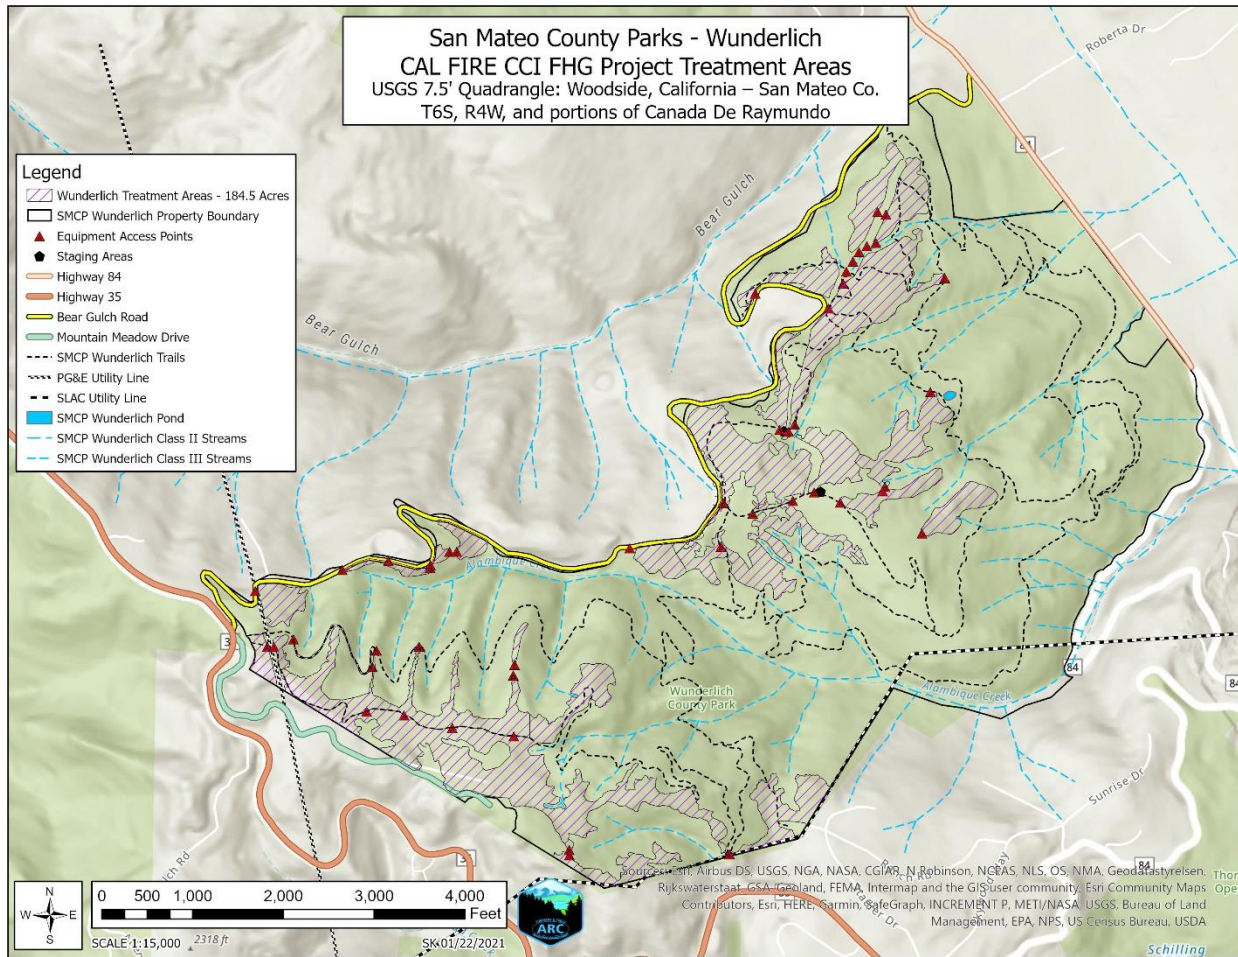 San Mateo County Parks - Wunderlich
CAL FIRE CCI FHG Project Treatment Areas
USGS 7.5' Quadrangle: Woodside, California – San Mateo Co.
T6S, R4W, and portions of Canada De Raymundo
Roberta Dr
84
Legend
Wunderlich Treatment Areas - 184.5 Acres
SMCP Wunderlich Property Boundary
Equipment Access Points
Staging Areas
Highway 84
Highway 35
Bear Gulch Road
Mountain Meadow Drive
SMCP Wunderlich Trails
PG&E Utility Line
SLAC Utility Line
SMCP Wunderlich Pond
SMCP Wunderlich Class II Streams
SMCP Wunderlich Class III Streams
Bear Gulch
Bear Gulch
Alambique Creek
3
84
84
Wunderlich
County Park
Alambique Creek
Sunrise Dr
84
N
W E
S
0 500 1,000 2,000 3,000 4,000
Feet
SCALE 1:15,000
SK 01/22/2021
2318 ft
ARC
Sources: Esri, Airbus DS, USGS, NGA, NASA, CGIAR, N Robinson, NCEAS, NLS, OS, NMA, Geodatastyrelsen,
Rijkswaterstaat, GSA, Geoland, FEMA, Intermap and the GIS user community, Esri Community Maps
Contributors, Esri, HERE, Garmin, SafeGraph, INCREMENT P, METI/NASA, USGS, Bureau of Land
Management, EPA, NPS, US Census Bureau, USDA
Schilling